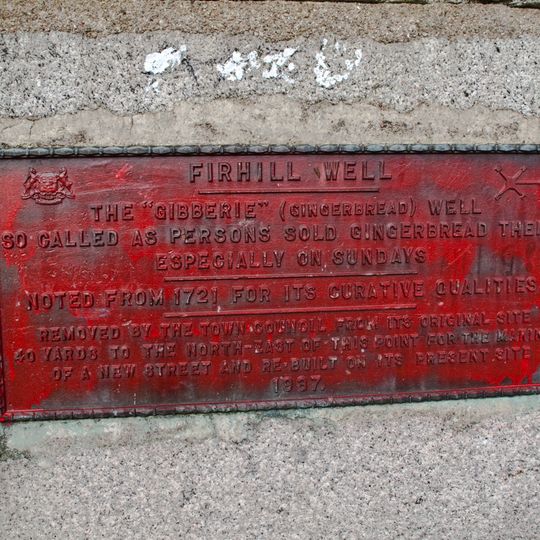 FIRHILL WELL
THE "GIBBERIE" (GINGERBREAD) WELL
SO CALLED AS PERSONS SOLD GINGERBREAD THE
ESPECIALLY ON SUNDAYS
NOTED FROM 1721 FOR ITS CURATIVE QUALITIES
REMOVED BY THE TOWN COUNCIL FROM ITS ORIGINAL SITE
40 YARDS TO THE NORTH-EAST OF THIS POINT FOR THE MAKIN
OF A NEW STREET AND RE-BUILT ON ITS PRESENT SITE
1937.